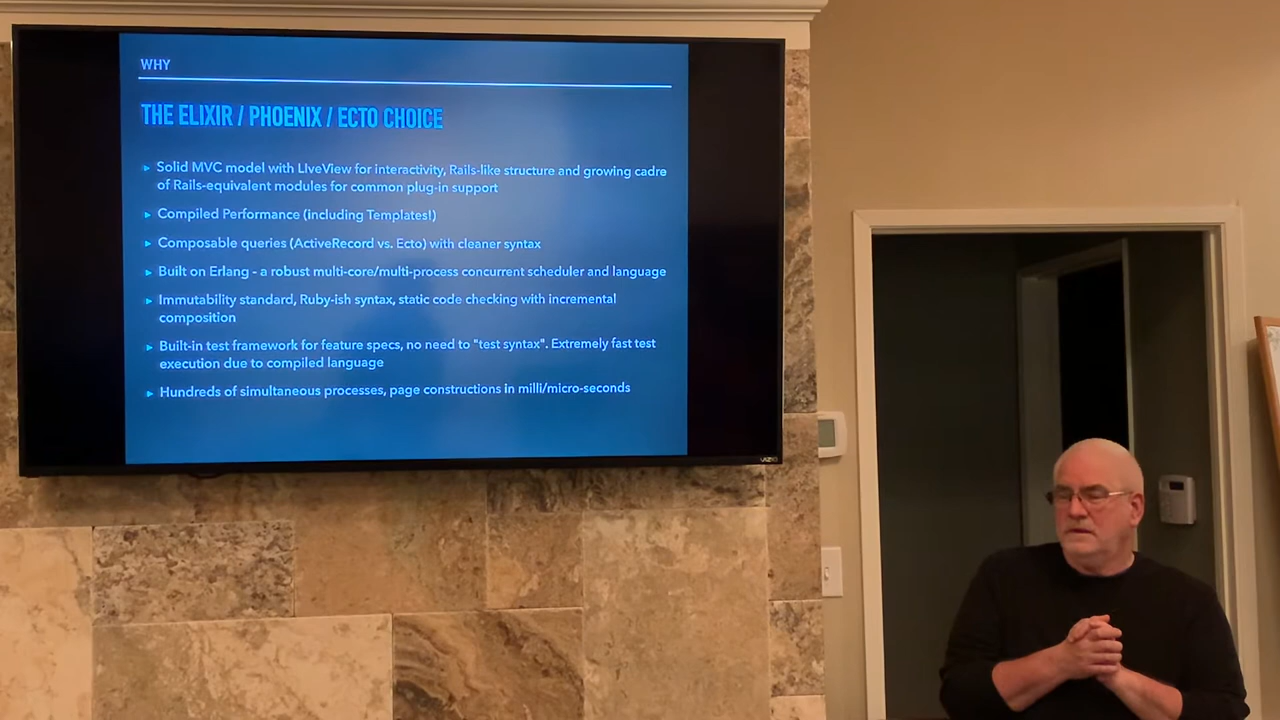 WHY
THE ELIXIR / PHOENIX / ECTO CHOICE
Solid MVC model with LIveView for interactivity, Rails-like structure and growing cadre
of Rails-equivalent modules for common plug-in support
Compiled Performance (including Templates!)
Composable queries (ActiveRecord vs. Ecto) with cleaner syntax
Built on Erlang - a robust multi-core/multi-process concurrent scheduler and language
Immutability standard, Ruby-ish syntax, static code checking with incremental
composition
Built-in test framework for feature specs, no need to "test syntax". Extremely fast test
execution due to compiled language
Hundreds of simultaneous processes, page constructions in milli/micro-seconds
VIZIO